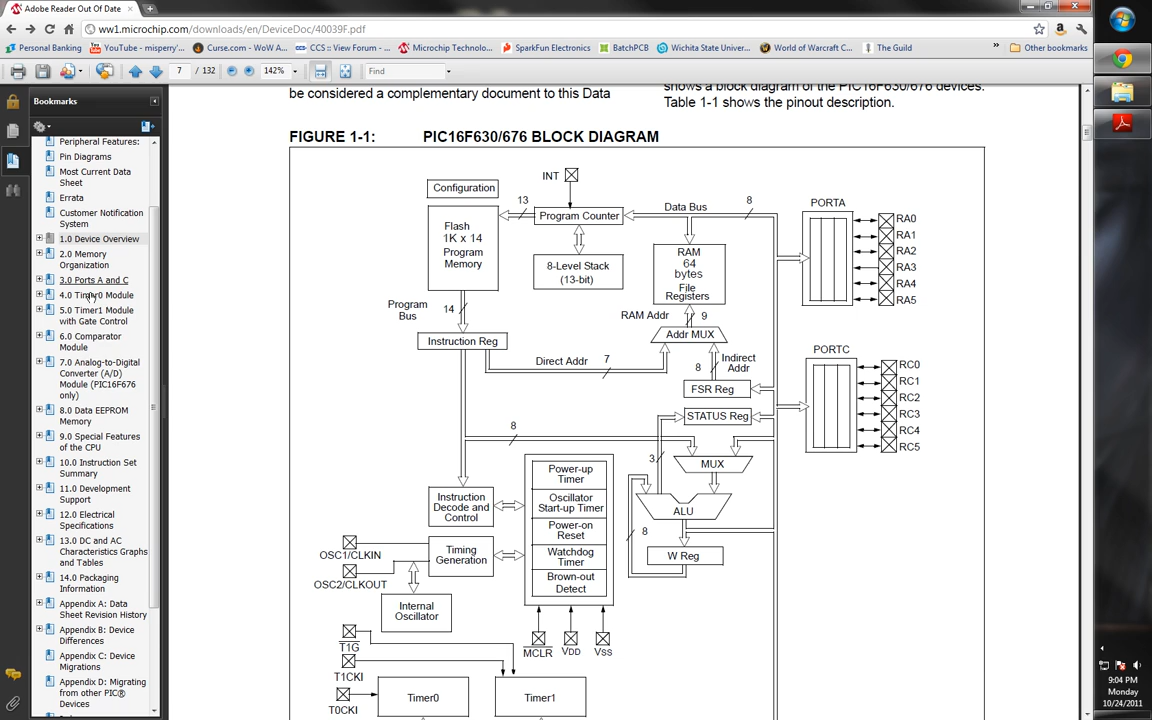 Adobe Reader Out Of Date
ww1.microchip.com/downloads/en/DeviceDoc/40039F.pdf
Personal Banking
YouTube - misperry'...
Curse.com - WoW A...
CCS :: View Forum - ...
Microchip Technolo...
SparkFun Electronics
BatchPCB
Wichita State Univer...
World of Warcraft C...
The Guild
»
Other bookmarks
7 / 132
142%
Find
Bookmarks
Peripheral Features:
Pin Diagrams
Most Current Data
Sheet
Errata
Customer Notification
System
1.0 Device Overview
2.0 Memory
Organization
3.0 Ports A and C
4.0 Timer0 Module
5.0 Timer1 Module
with Gate Control
6.0 Comparator
Module
7.0 Analog-to-Digital
Converter (A/D)
Module (PIC16F676
only)
8.0 Data EEPROM
Memory
9.0 Special Features
of the CPU
10.0 Instruction Set
Summary
11.0 Development
Support
12.0 Electrical
Specifications
13.0 DC and AC
Characteristics Graphs
and Tables
14.0 Packaging
Information
Appendix A: Data
Sheet Revision History
Appendix B: Device
Differences
Appendix C: Device
Migrations
Appendix D: Migrating
from other PIC®
Devices
be considered a complementary document to this Data
shows a block diagram of the PIC16F630/676 devices.
Table 1-1 shows the pinout description.
FIGURE 1-1: PIC16F630/676 BLOCK DIAGRAM
INT
Configuration
13
Program Counter
Data Bus
8
PORTA
Flash
1K x 14
Program
Memory
8-Level Stack
(13-bit)
RAM
64
bytes
File
Registers
RA0
RA1
RA2
RA3
RA4
RA5
Program
Bus
14
RAM Addr
9
Instruction Reg
Addr MUX
Direct Addr
7
8
Indirect
Addr
PORTC
FSR Reg
STATUS Reg
RC0
RC1
RC2
RC3
RC4
RC5
8
3
MUX
Power-up
Timer
Oscillator
Start-up Timer
Power-on
Reset
Watchdog
Timer
Brown-out
Detect
Instruction
Decode and
Control
ALU
8
W Reg
OSC1/CLKIN
Timing
Generation
OSC2/CLKOUT
Internal
Oscillator
MCLR
VDD
VSS
T1G
T1CKI
T0CKI
Timer0
Timer1
9:04 PM
Monday
10/24/2011